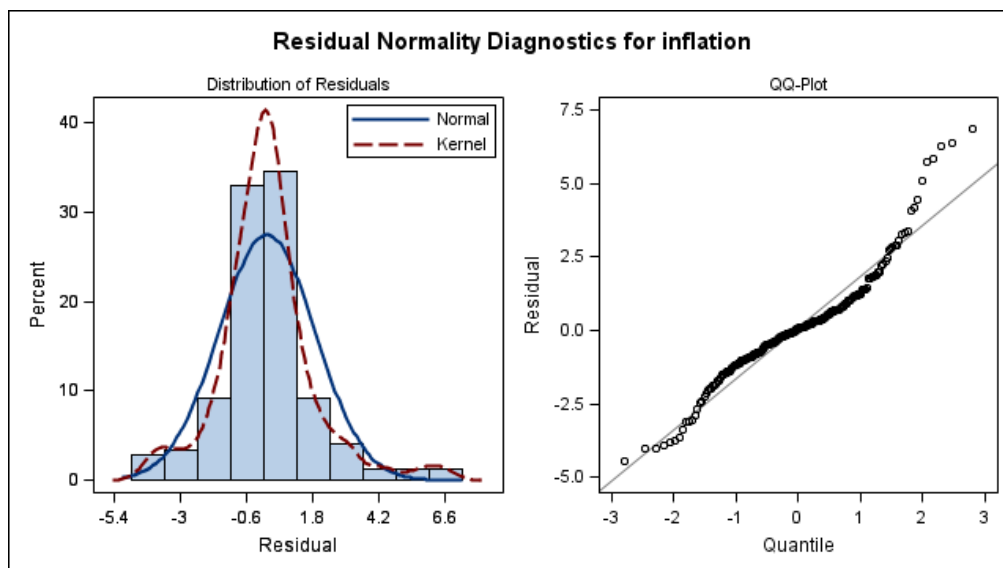 Residual Normality Diagnostics for inflation
Distribution of Residuals
Normal
Kernel
Percent
40
30
20
10
0
-5.4 -3 -0.6 1.8 4.2 6.6
Residual
QQ-Plot
Residual
7.5
5.0
2.5
0.0
-2.5
-5.0
-3 -2 -1 0 1 2 3
Quantile